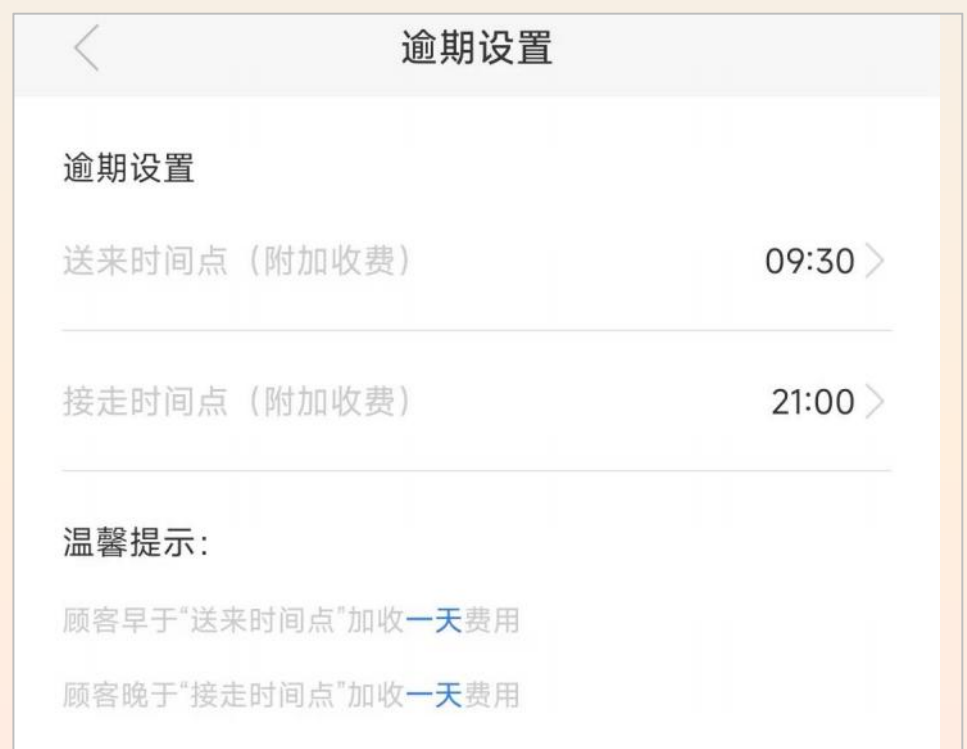 逾期设置
逾期设置
送来时间点（附加收费） 09:30
接走时间点（附加收费） 21:00
温馨提示：
顾客早于“送来时间点”加收一天费用
顾客晚于“接走时间点”加收一天费用